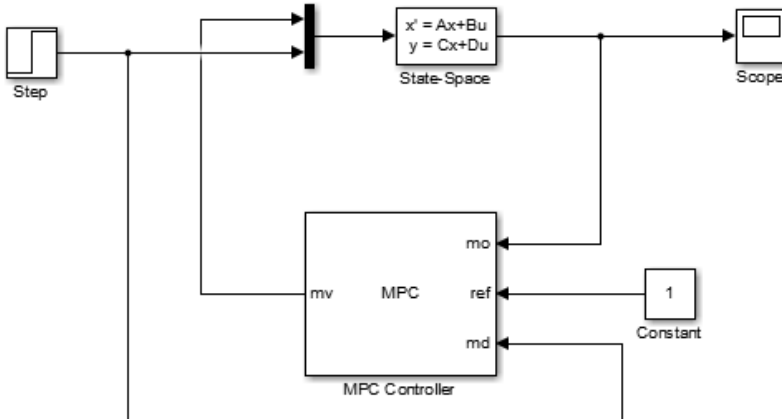 x' = Ax+Bu
y = Cx+Du
Step
State-Space
Scope
mo
mv
MPC
ref
1
md
Constant
MPC Controller